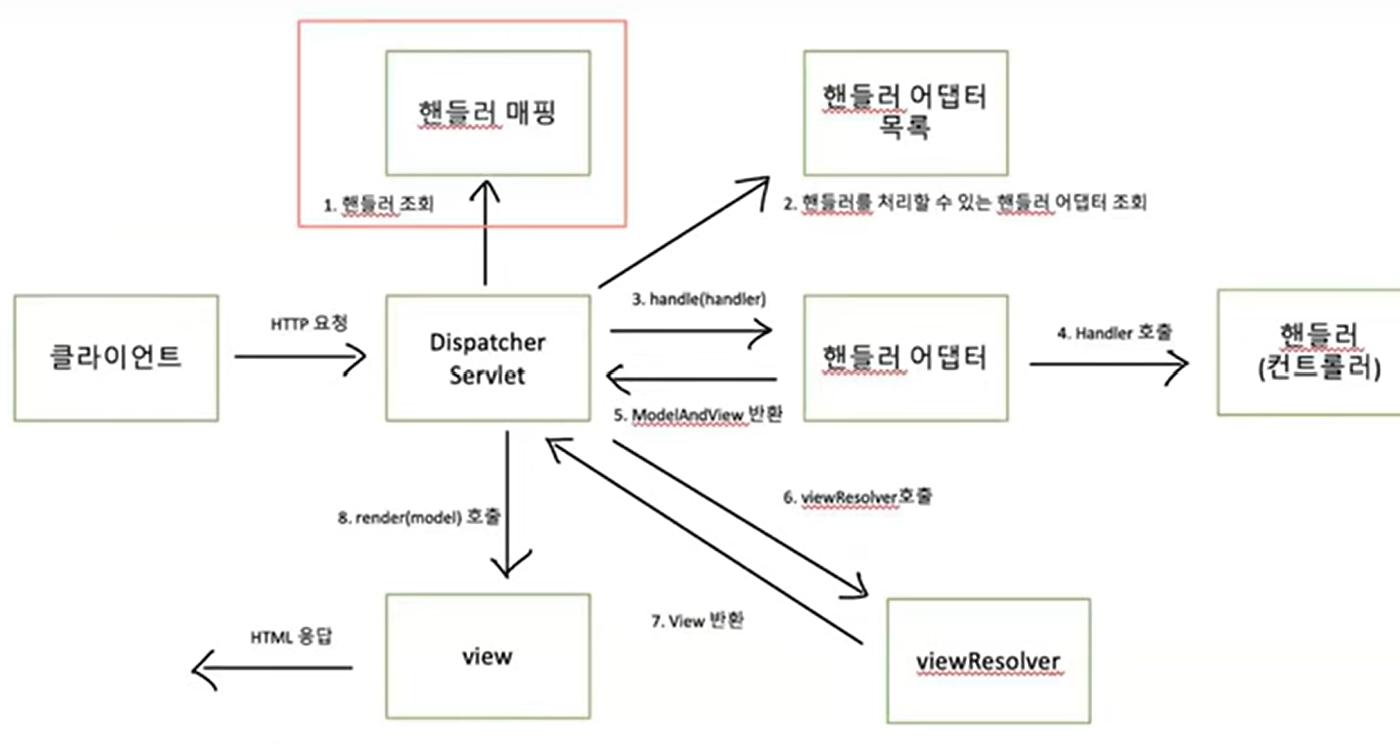 핸들러 매핑
핸들러 어댑터
목록
1. 핸들러 조회
2. 핸들러를 처리할 수 있는 핸들러 어댑터 조회
클라이언트
HTTP 요청
Dispatcher
Servlet
3. handle(handler)
핸들러 어댑터
4. Handler 호출
핸들러
(컨트롤러)
5. ModelAndView 반환
6. viewResolver호출
8. render(model) 호출
7. View 반환
HTML 응답
view
viewResolver